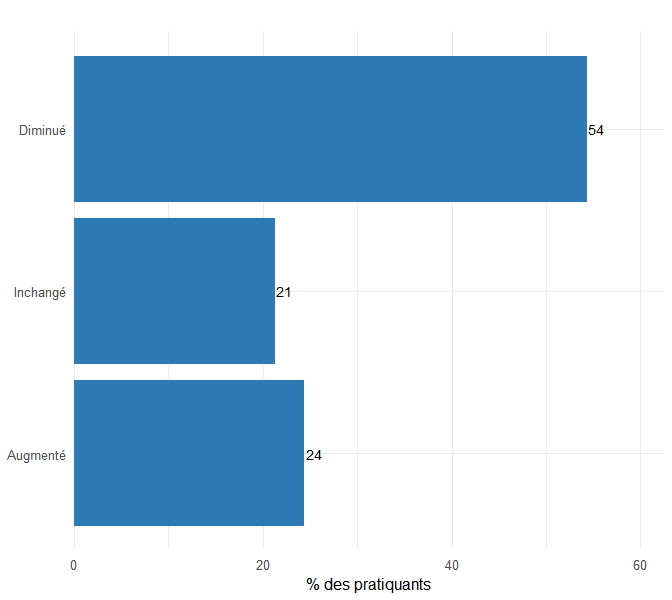 Diminué
54
Inchangé
21
Augmenté
24
0
20
40
60
% des pratiquants